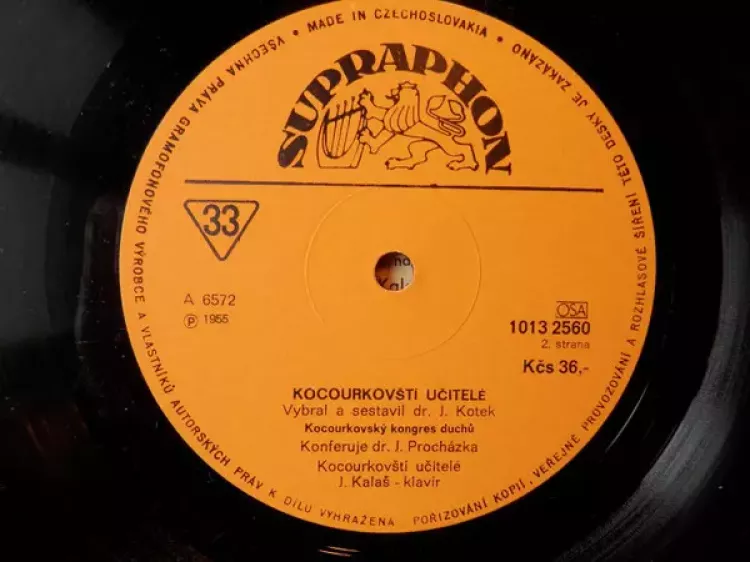 VŠECHNA PRÁVA GRAMOFONOVÉHO VÝROBCE A VLASTNÍKŮ AUTORSKÝCH PRÁV K DÍLU VYHRAŽENA
• MADE IN CZECHOSLOVAKIA •
POŘIZOVÁNÍ KOPIÍ, VEŘEJNÉ PROVOZOVÁNÍ A ROZHLASOVÉ ŠÍŘENÍ TÉTO DESKY JE ZAKÁZÁNO
SUPRAPHON
33
A 6572
Ⓟ 1955
OSA
1013 2560
2. strana
Kčs 36,-
KOCOURKOVŠTÍ UČITELÉ
Vybral a sestavil dr. J. Kotek
Kocourkovský kongres duchů
Konferuje dr. J. Procházka
Kocourkovští učitelé
J. Kalaš - klavír